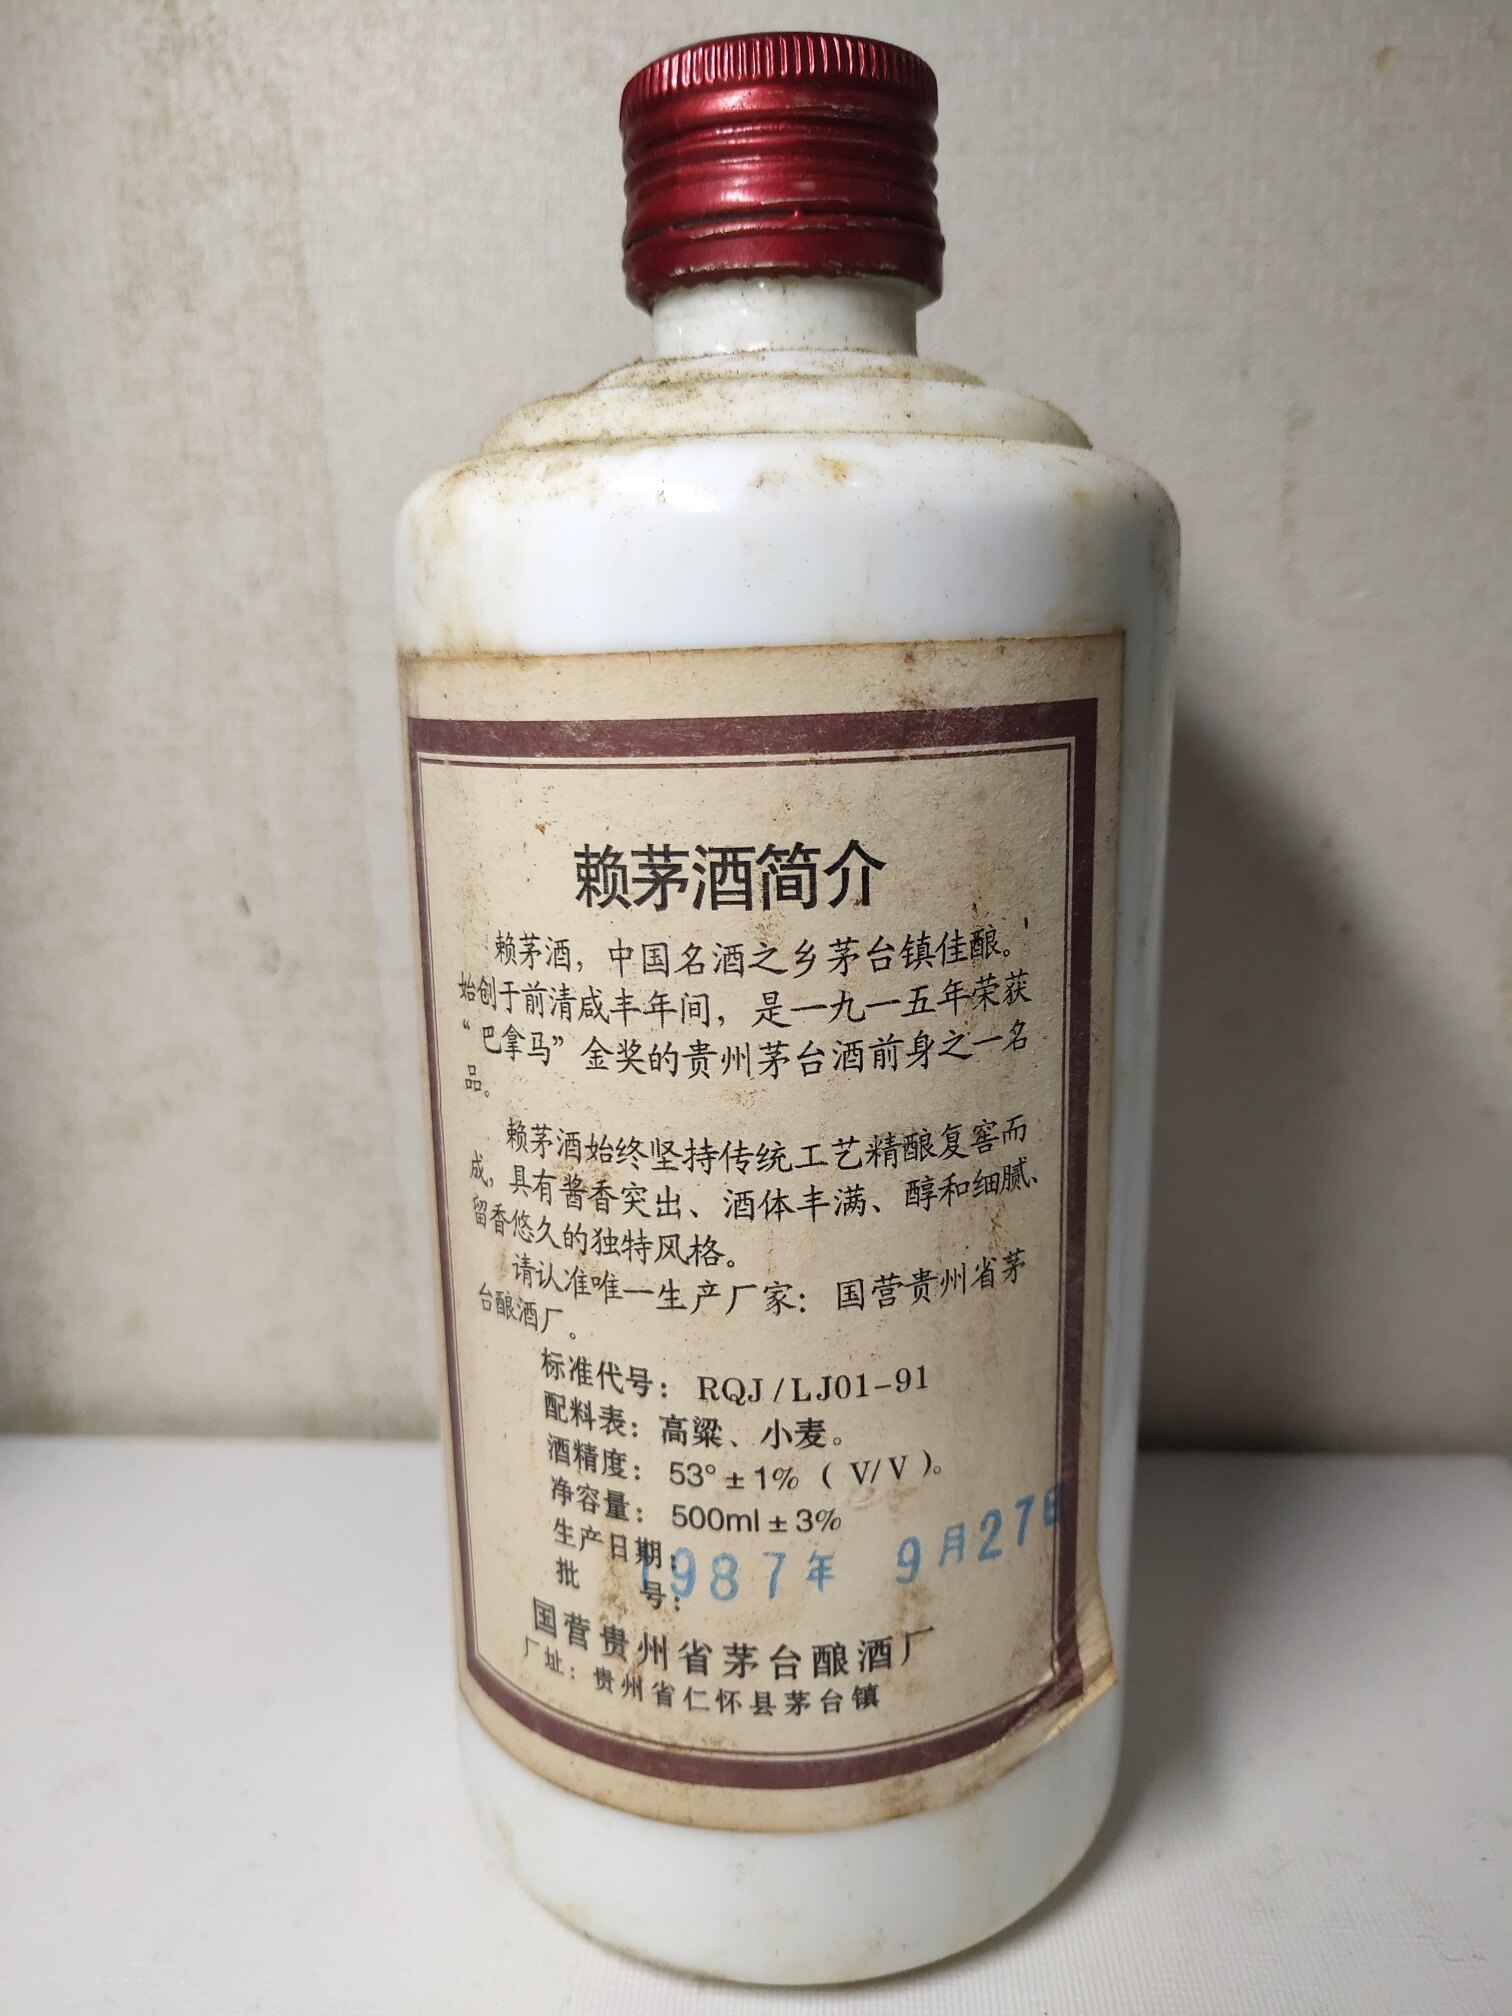 赖茅酒简介
赖茅酒，中国名酒之乡茅台镇佳酿。
始创于前清咸丰年间，是一九一五年荣获
“巴拿马”金奖的贵州茅台酒前身之一名
品。
赖茅酒始终坚持传统工艺精酿复窖而
成，具有酱香突出、酒体丰满、醇和细腻、
留香悠久的独特风格。
请认准唯一生产厂家：国营贵州省茅
台酿酒厂。
标准代号：RQJ/LJ01-91
配料表：高粱、小麦。
酒精度：53°±1%（V/V）。
净容量：500ml±3%
生产日期：
1987年 9月27日
批 号：
国营贵州省茅台酿酒厂
厂址：贵州省仁怀县茅台镇